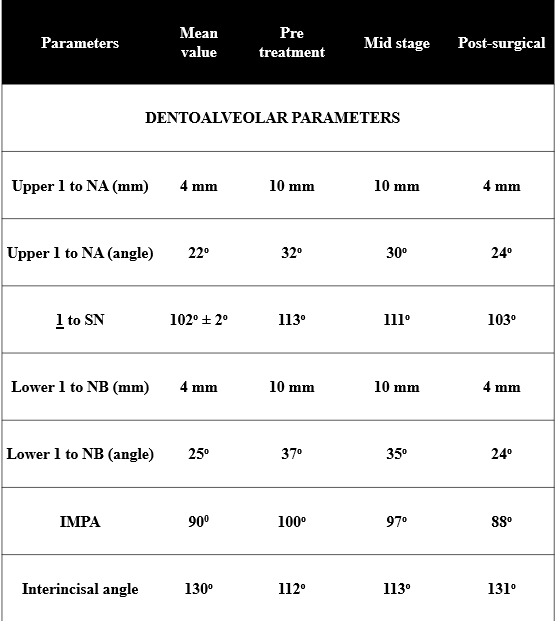 Parameters Mean value Pre treatment Mid stage Post-surgical
DENTOALVEOLAR PARAMETERS
Upper 1 to NA (mm) 4 mm 10 mm 10 mm 4 mm
Upper 1 to NA (angle) 22º 32º 30º 24º
1 to SN 102º ± 2º 113º 111º 103º
Lower 1 to NB (mm) 4 mm 10 mm 10 mm 4 mm
Lower 1 to NB (angle) 25º 37º 35º 24º
IMPA 90⁰ 100º 97º 88º
Interincisal angle 130º 112º 113º 131º